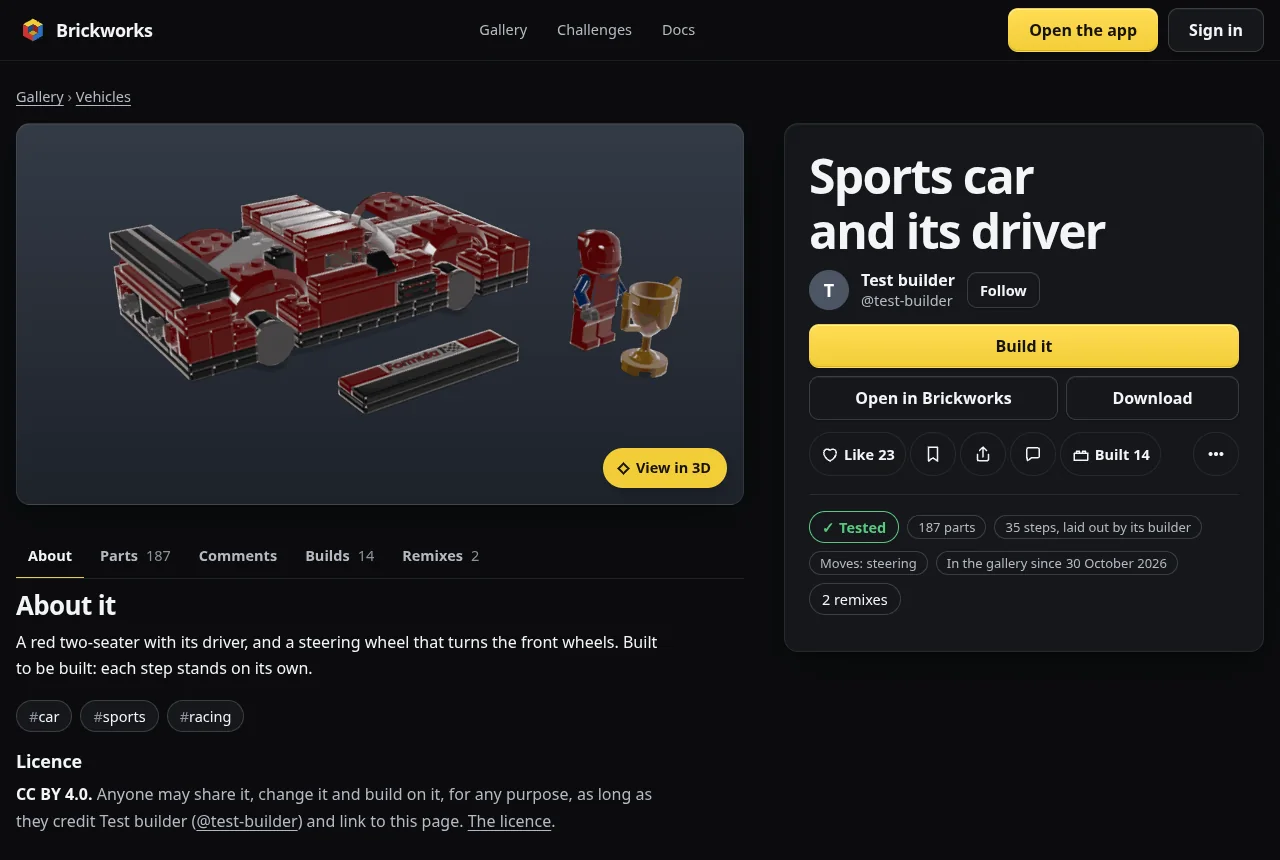 Brickworks
Gallery
Challenges
Docs
Open the app
Sign in
Gallery › Vehicles
Formula
View in 3D
Sports car
and its driver
T
Test builder
@test-builder
Follow
Build it
Open in Brickworks
Download
Like 23
Built 14
✓ Tested
187 parts
35 steps, laid out by its builder
Moves: steering
In the gallery since 30 October 2026
2 remixes
About
Parts 187
Comments
Builds 14
Remixes 2
About it
A red two-seater with its driver, and a steering wheel that turns the front wheels. Built
to be built: each step stands on its own.
#car
#sports
#racing
Licence
CC BY 4.0. Anyone may share it, change it and build on it, for any purpose, as long as
they credit Test builder (@test-builder) and link to this page. The licence.